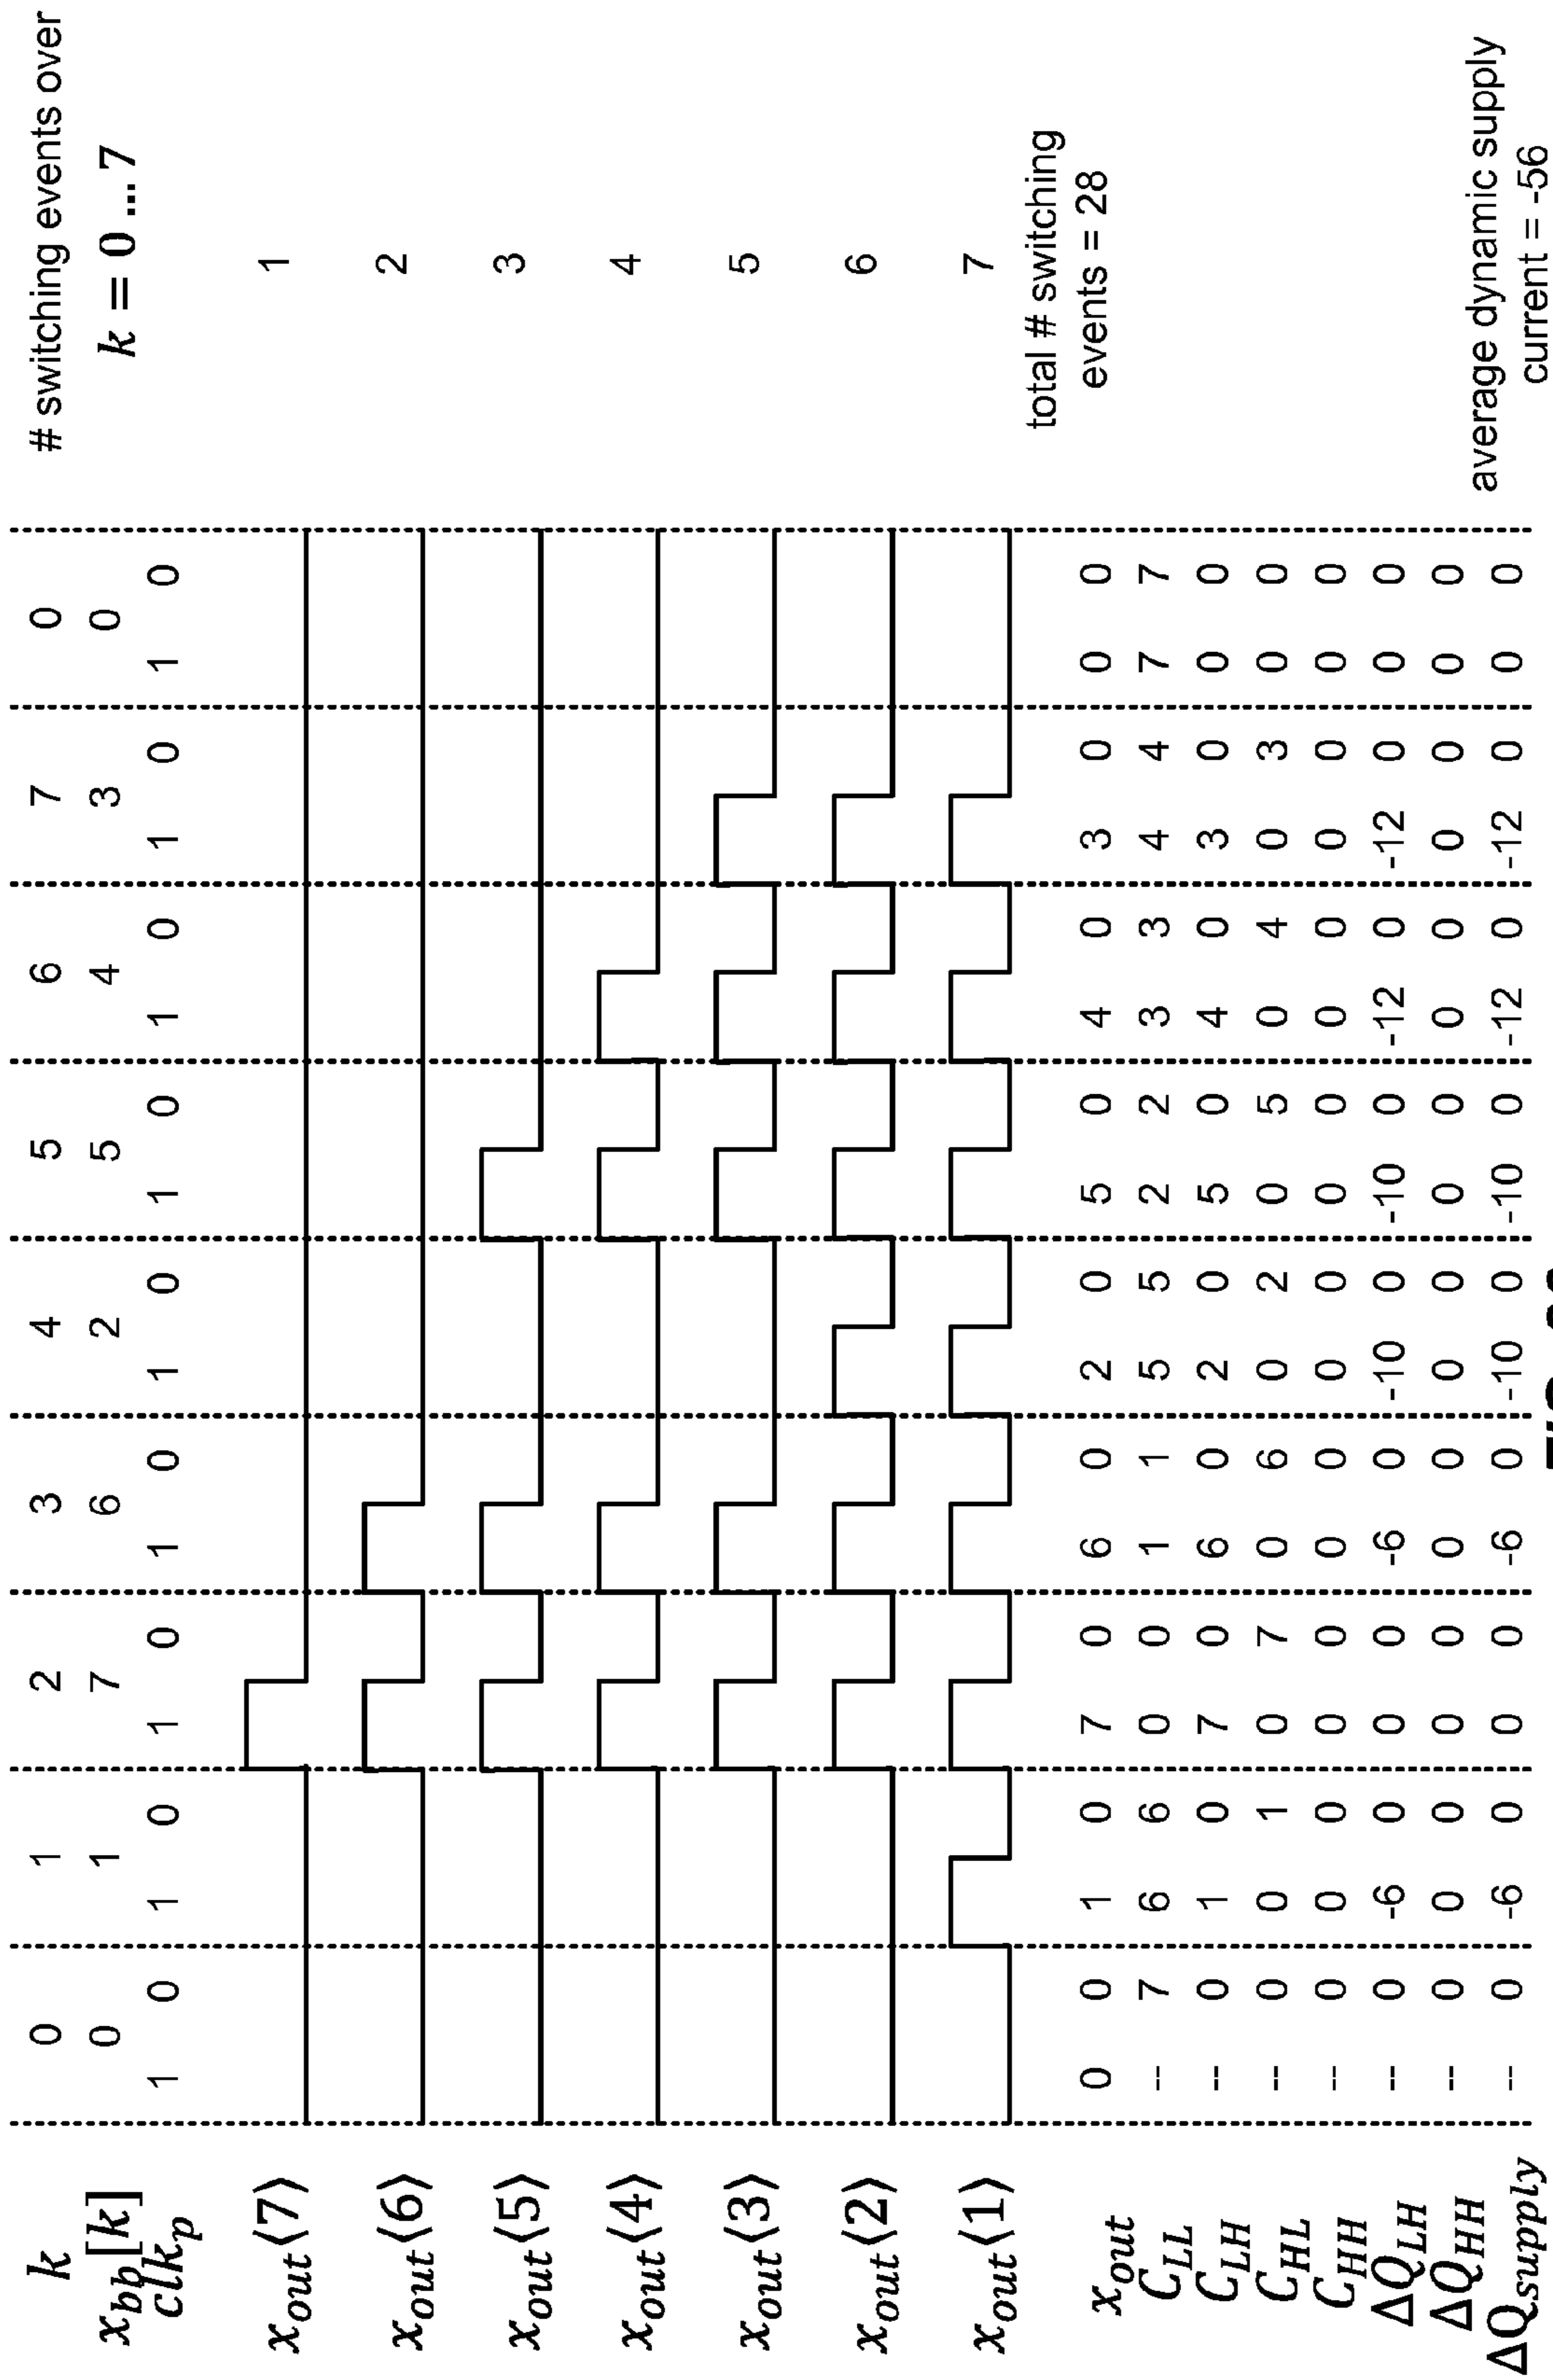 k 0 1 2 3 4 5 6 7 0 # switching events over
x_bb[k] 0 1 7 6 2 5 4 3 0 k = 0 ... 7
clk_p 1 0 1 0 1 0 1 0 1 0 1 0 1 0 1 0 1 0
x_out⟨7⟩ 1
x_out⟨6⟩ 2
x_out⟨5⟩ 3
x_out⟨4⟩ 4
x_out⟨3⟩ 5
x_out⟨2⟩ 6
x_out⟨1⟩ 7
total # switching
events = 28
x_out 0 0 1 0 7 0 6 0 2 0 5 0 4 0 3 0 0 0
C_LL -- 7 6 6 0 0 1 1 5 5 2 2 3 3 4 4 7 7
C_LH -- 0 1 0 7 0 6 0 2 0 5 0 4 0 3 0 0 0
C_HL -- 0 0 1 0 7 0 6 0 2 0 5 0 4 0 3 0 0
C_HH -- 0 0 0 0 0 0 0 0 0 0 0 0 0 0 0 0 0
ΔQ_LH -- 0 -6 0 0 0 -6 0 -10 0 -10 0 -12 0 -12 0 0 0
ΔQ_HH -- 0 0 0 0 0 0 0 0 0 0 0 0 0 0 0 0 0
ΔQ_supply -- 0 -6 0 0 0 -6 0 -10 0 -10 0 -12 0 -12 0 0 0
average dynamic supply
current = -56